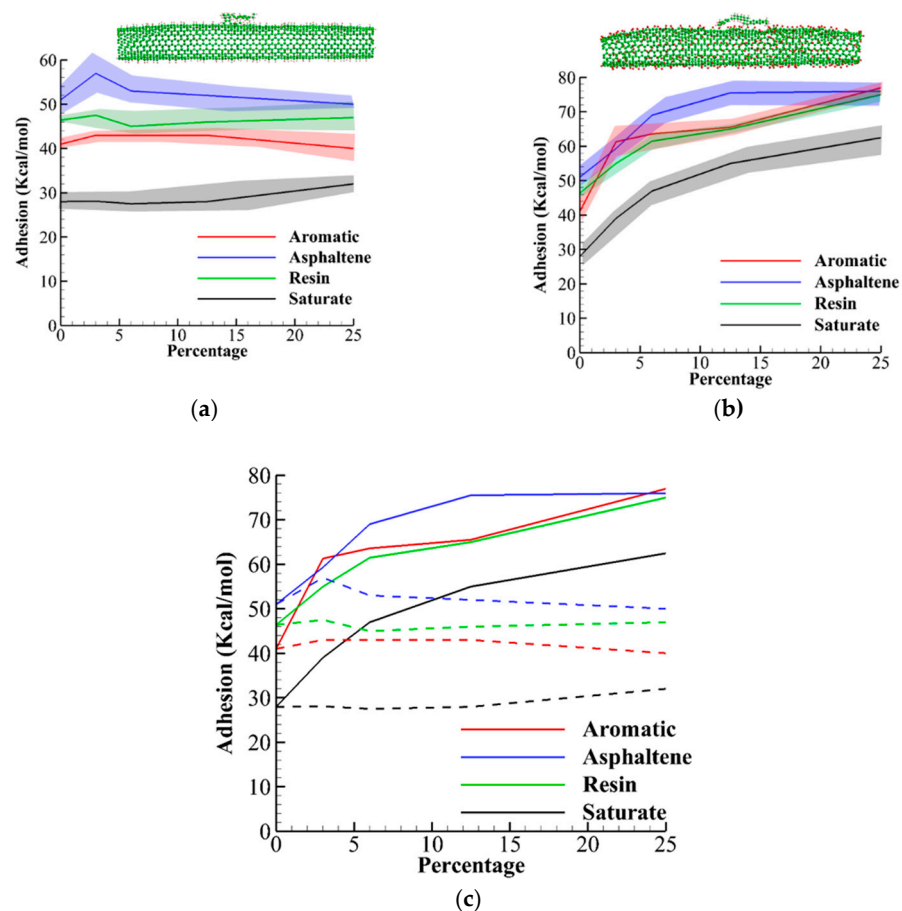 60
50
40
30
20
10
0
Adhesion (Kcal/mol)
Aromatic
Asphaltene
Resin
Saturate
0 5 10 15 20 25
Percentage
(a)
80
70
60
50
40
30
20
10
0
Adhesion (Kcal/mol)
Aromatic
Asphaltene
Resin
Saturate
0 5 10 15 20 25
Percentage
(b)
80
70
60
50
40
30
20
10
0
Adhesion (Kcal/mol)
Aromatic
Asphaltene
Resin
Saturate
0 5 10 15 20 25
Percentage
(c)